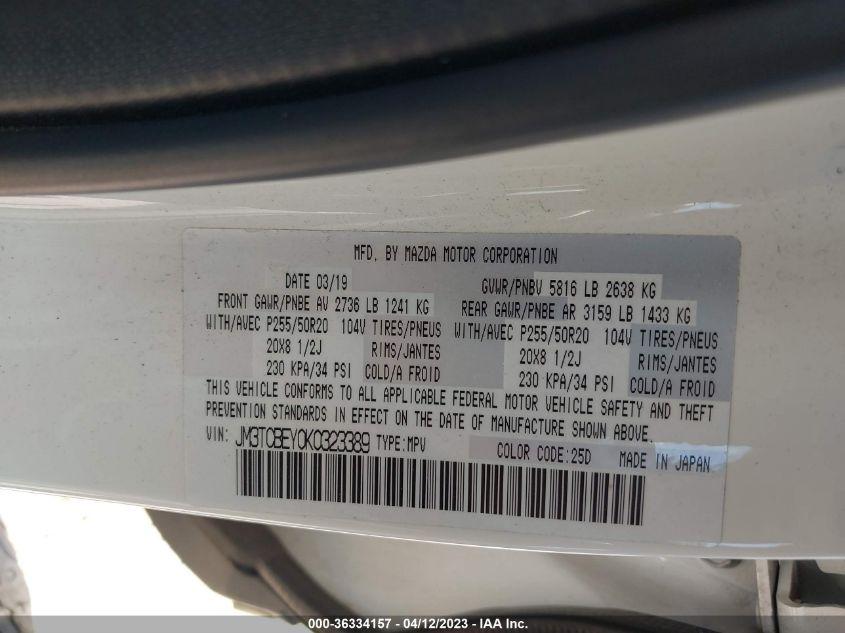 MFD. BY MAZDA MOTOR CORPORATION
DATE 03/19 GVWR/PNBV 5816 LB 2638 KG
FRONT GAWR/PNBE AV 2736 LB 1241 KG REAR GAWR/PNBE AR 3159 LB 1433 KG
WITH/AVEC P255/50R20 104V TIRES/PNEUS WITH/AVEC P255/50R20 104V TIRES/PNEUS
20X8 1/2J RIMS/JANTES 20X8 1/2J RIMS/JANTES
230 KPA/34 PSI COLD/A FROID 230 KPA/34 PSI COLD/A FROID
THIS VEHICLE CONFORMS TO ALL APPLICABLE FEDERAL MOTOR VEHICLE SAFETY AND THEFT
PREVENTION STANDARDS IN EFFECT ON THE DATE OF MANUFACTURE SHOWN ABOVE.
VIN: JM3TCBEY0K0323389 TYPE:MPV COLOR CODE:25D MADE IN JAPAN
000-36334157 - 04/12/2023 - IAA Inc.